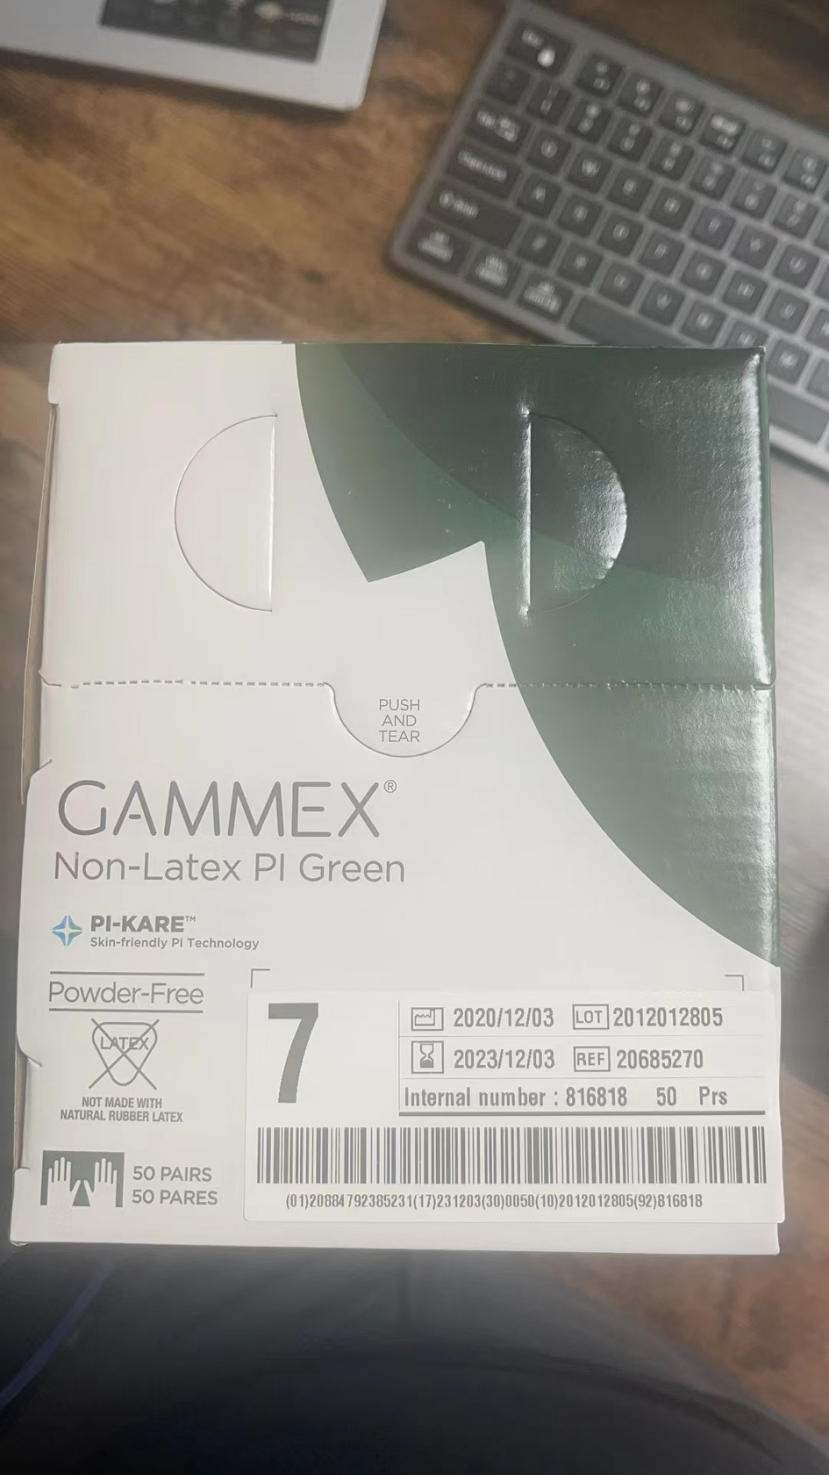 PUSH
AND
TEAR
GAMMEX®
Non-Latex PI Green
PI-KARE™
Skin-friendly PI Technology
Powder-Free
LATEX
NOT MADE WITH
NATURAL RUBBER LATEX
50 PAIRS
50 PARES
7
2020/12/03 LOT 2012012805
2023/12/03 REF 20685270
Internal number : 816818 50 Prs
(01)20884792385231(17)231203(30)0050(10)2012012805(92)816818